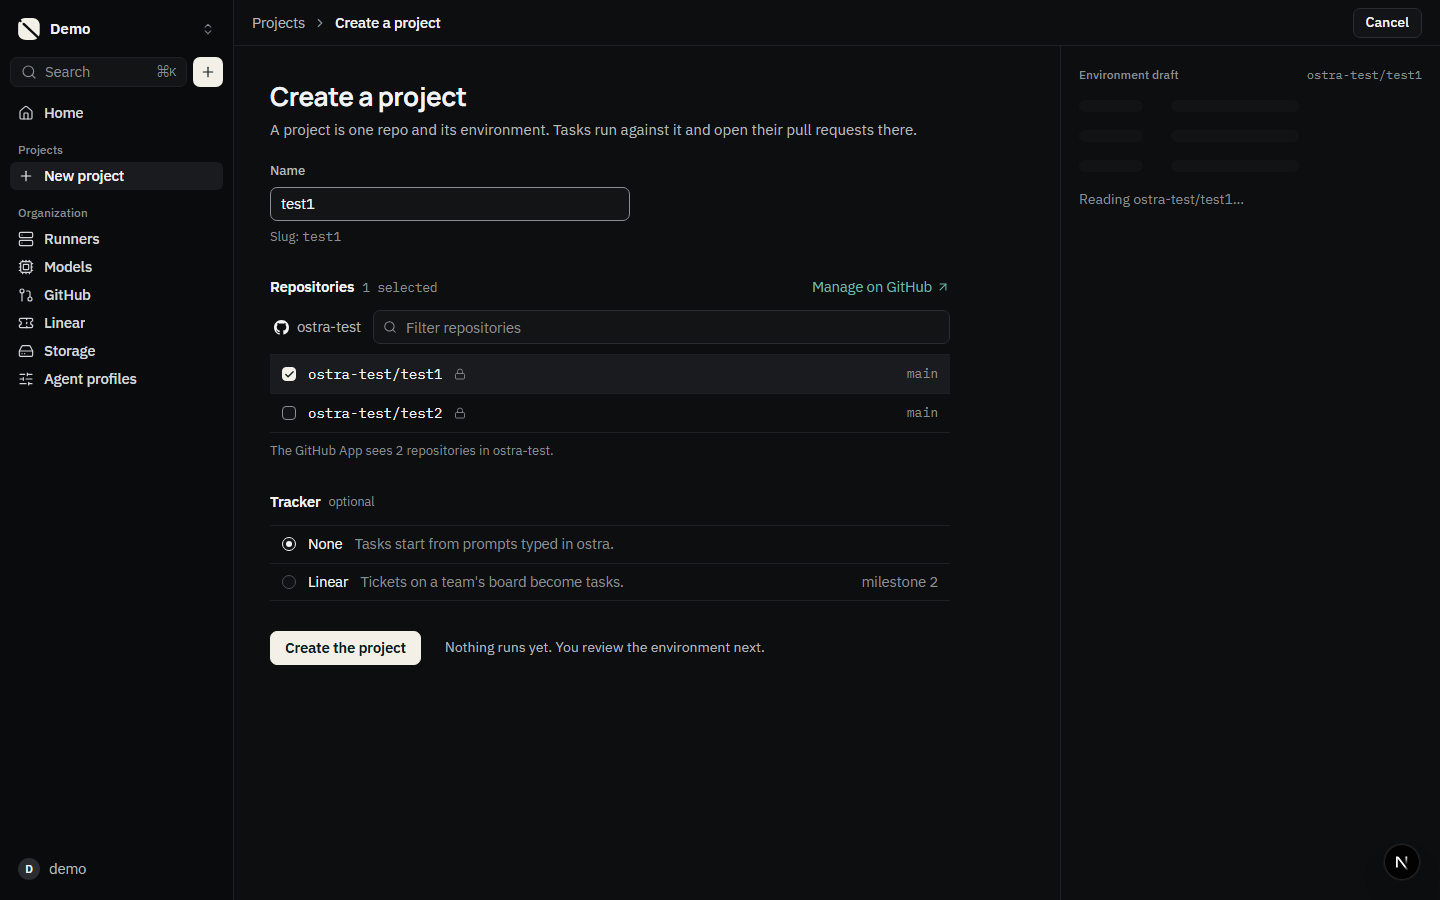 Demo
Search ⌘K
Home
Projects
New project
Organization
Runners
Models
GitHub
Linear
Storage
Agent profiles
D demo
Projects > Create a project
Cancel
Create a project
A project is one repo and its environment. Tasks run against it and open their pull requests there.
Name
test1
Slug: test1
Repositories 1 selected Manage on GitHub
ostra-test Filter repositories
ostra-test/test1 main
ostra-test/test2 main
The GitHub App sees 2 repositories in ostra-test.
Tracker optional
None Tasks start from prompts typed in ostra.
Linear Tickets on a team's board become tasks. milestone 2
Create the project Nothing runs yet. You review the environment next.
Environment draft ostra-test/test1
Reading ostra-test/test1...
N